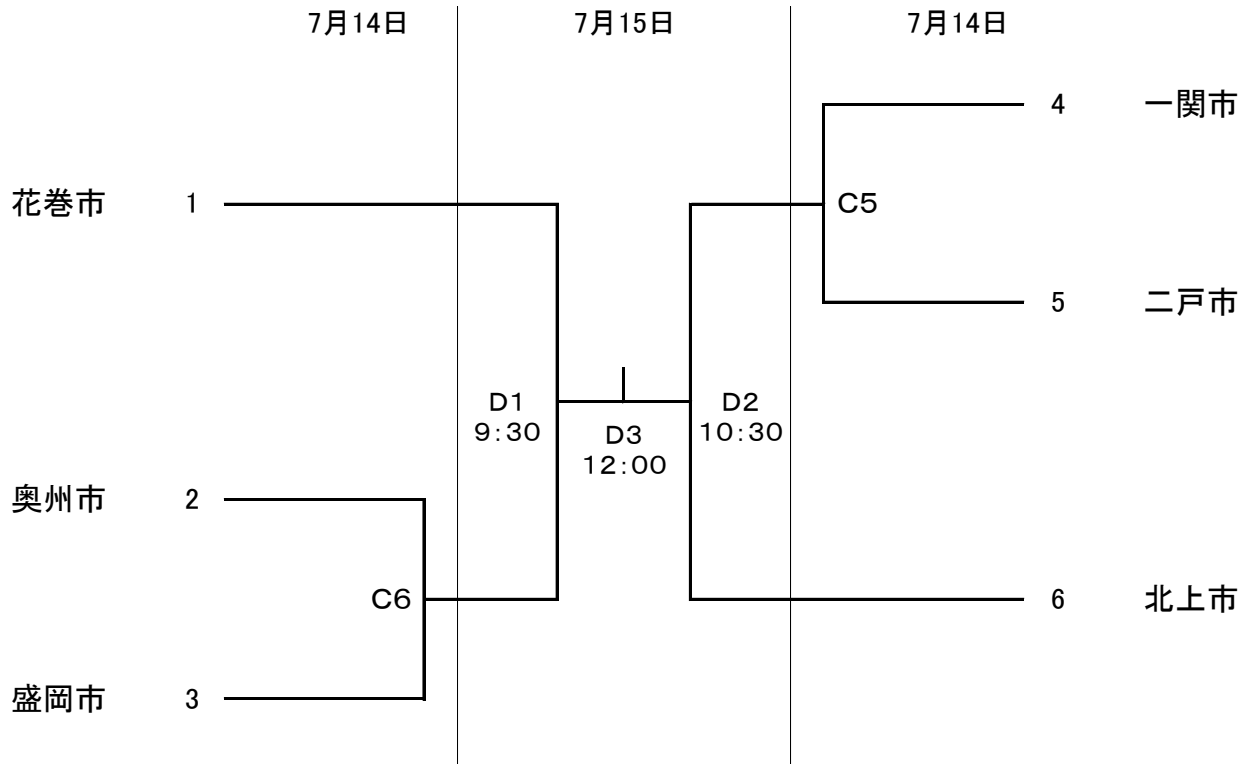 7月14日 7月15日 7月14日
4 一関市
花巻市 1
C5
5 二戸市
D1
9:30
D3
12:00
D2
10:30
奥州市 2
C6
6 北上市
盛岡市 3